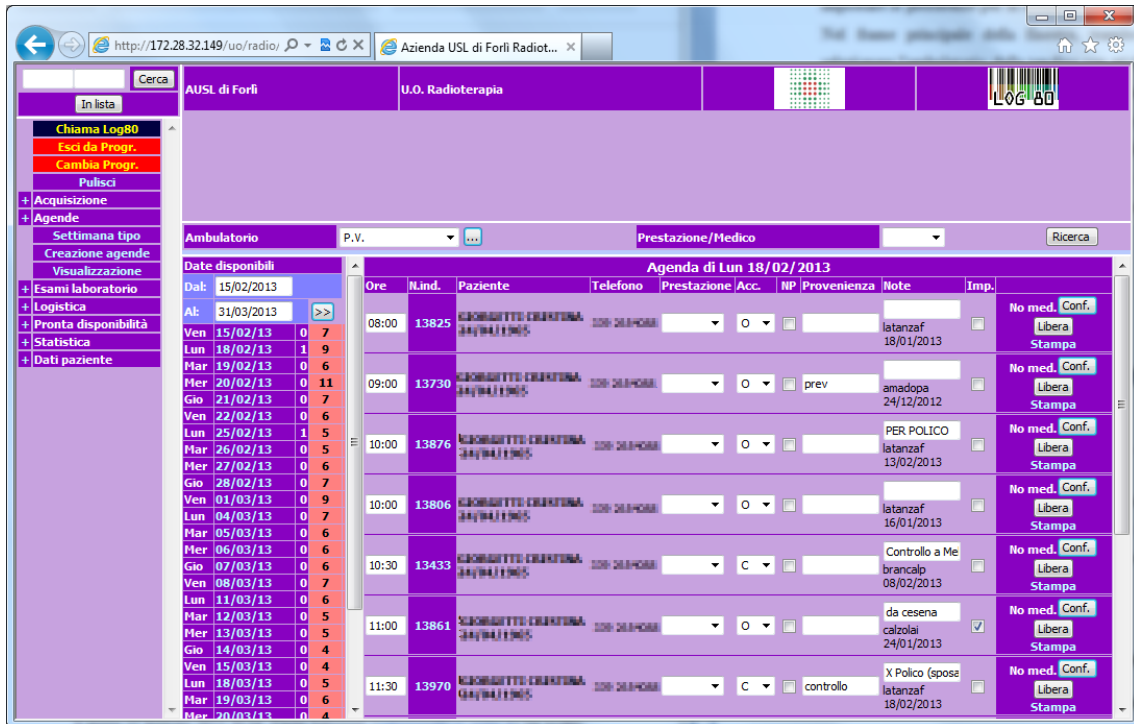 http://172.28.32.149/uo/radio/
Azienda USL di Forlì Radiot...
Cerca
In lista
Chiama Log80
Esci da Progr.
Cambia Progr.
Pulisci
+ Acquisizione
+ Agende
Settimana tipo
Creazione agende
Visualizzazione
+ Esami laboratorio
+ Logistica
+ Pronta disponibilità
+ Statistica
+ Dati paziente
AUSL di Forlì U.O. Radioterapia LOG 80
Ambulatorio P.V. ... Prestazione/Medico Ricerca
Date disponibili
Dal: 15/02/2013
Al: 31/03/2013 >>
Ven 15/02/13 0 7
Lun 18/02/13 1 9
Mar 19/02/13 0 6
Mer 20/02/13 0 11
Gio 21/02/13 0 7
Ven 22/02/13 0 6
Lun 25/02/13 1 5
Mar 26/02/13 0 5
Mer 27/02/13 0 6
Gio 28/02/13 0 7
Ven 01/03/13 0 9
Lun 04/03/13 0 7
Mar 05/03/13 0 6
Mer 06/03/13 0 6
Gio 07/03/13 0 6
Ven 08/03/13 0 7
Lun 11/03/13 0 6
Mar 12/03/13 0 5
Mer 13/03/13 0 5
Gio 14/03/13 0 4
Ven 15/03/13 0 4
Lun 18/03/13 0 5
Mar 19/03/13 0 6
Mer 20/03/13 0 4
Agenda di Lun 18/02/2013
Ore N.ind. Paziente Telefono Prestazione Acc. NP Provenienza Note Imp.
08:00 13825 O No med. Conf.
latanzaf Libera
18/01/2013 Stampa
09:00 13730 O prev No med. Conf.
amadopa Libera
24/12/2012 Stampa
10:00 13876 O PER POLICO No med. Conf.
latanzaf Libera
13/02/2013 Stampa
10:00 13806 O No med. Conf.
latanzaf Libera
16/01/2013 Stampa
10:30 13433 C Controllo a Me No med. Conf.
brancalp Libera
08/02/2013 Stampa
11:00 13861 O da cesena No med. Conf.
calzolai Libera
24/01/2013 Stampa
11:30 13970 C controllo X Polico (sposa No med. Conf.
latanzaf Libera
18/02/2013 Stampa